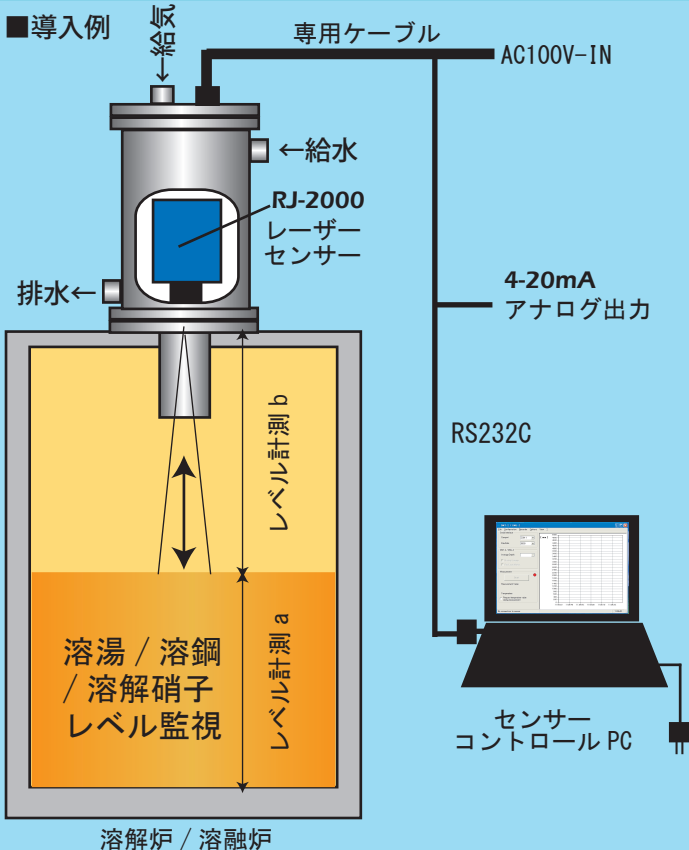 ■導入例
←給気
専用ケーブル
AC100V-IN
←給水
RJ-2000
レーザー
センサー
排水←
4-20mA
アナログ出力
レベル計測 b
RS232C
溶湯 / 溶鋼
/ 溶解硝子
レベル監視
レベル計測 a
センサー
コントロール PC
溶解炉 / 溶融炉